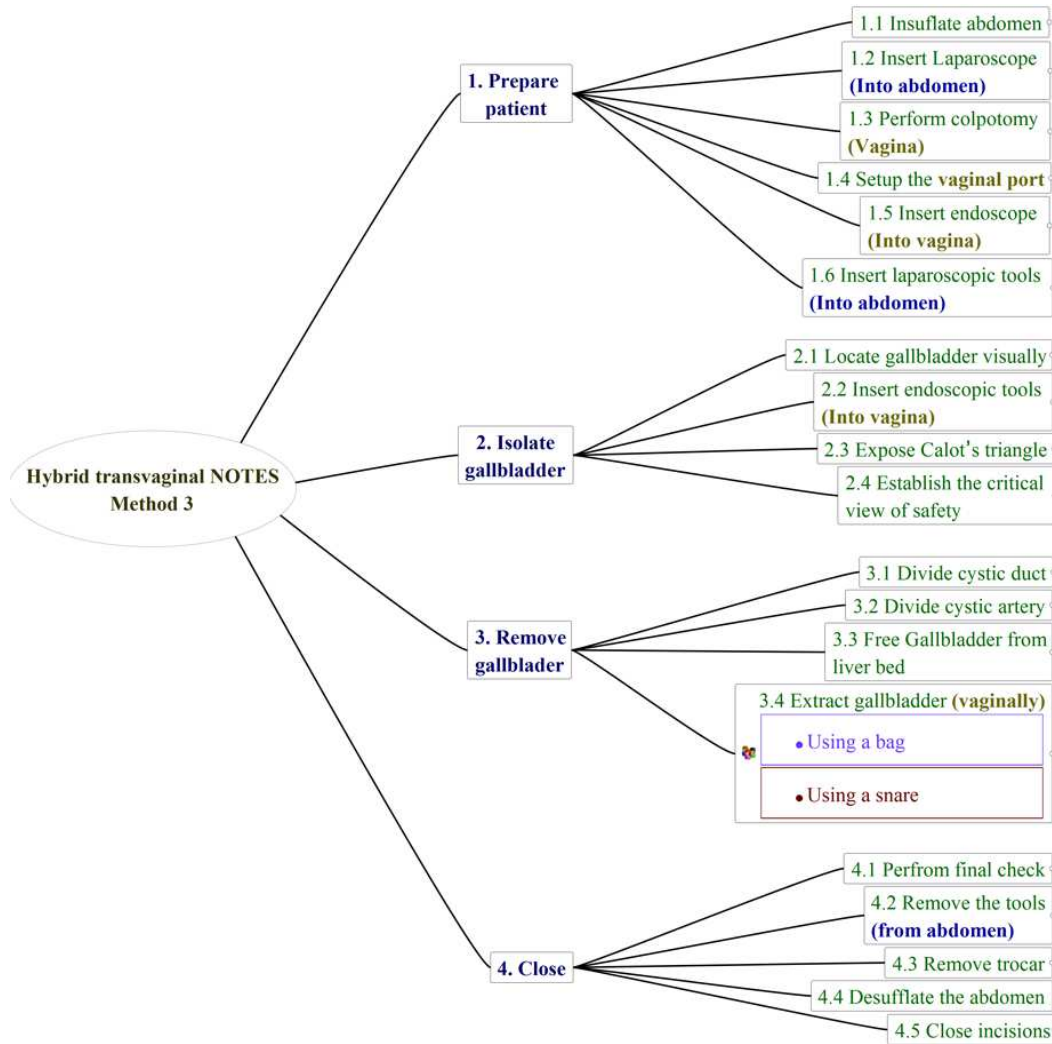 Hybrid transvaginal NOTES
Method 3
1. Prepare
patient
1.1 Insuflate abdomen
1.2 Insert Laparoscope
(Into abdomen)
1.3 Perform colpotomy
(Vagina)
1.4 Setup the vaginal port
1.5 Insert endoscope
(Into vagina)
1.6 Insert laparoscopic tools
(Into abdomen)
2. Isolate
gallbladder
2.1 Locate gallbladder visually
2.2 Insert endoscopic tools
(Into vagina)
2.3 Expose Calot's triangle
2.4 Establish the critical
view of safety
3. Remove
gallblader
3.1 Divide cystic duct
3.2 Divide cystic artery
3.3 Free Gallbladder from
liver bed
3.4 Extract gallbladder (vaginally)
• Using a bag
• Using a snare
4. Close
4.1 Perfrom final check
4.2 Remove the tools
(from abdomen)
4.3 Remove trocar
4.4 Desufflate the abdomen
4.5 Close incisions